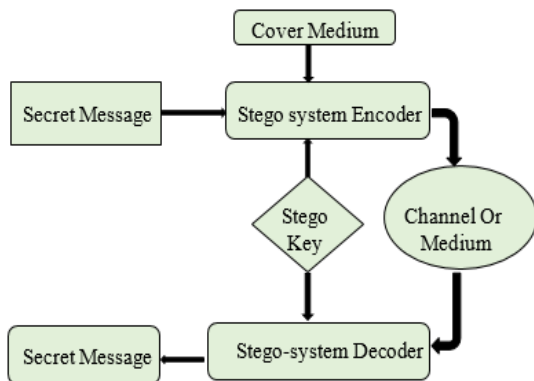 Cover Medium
Secret Message
Stego system Encoder
Stego
Key
Channel Or
Medium
Secret Message
Stego-system Decoder